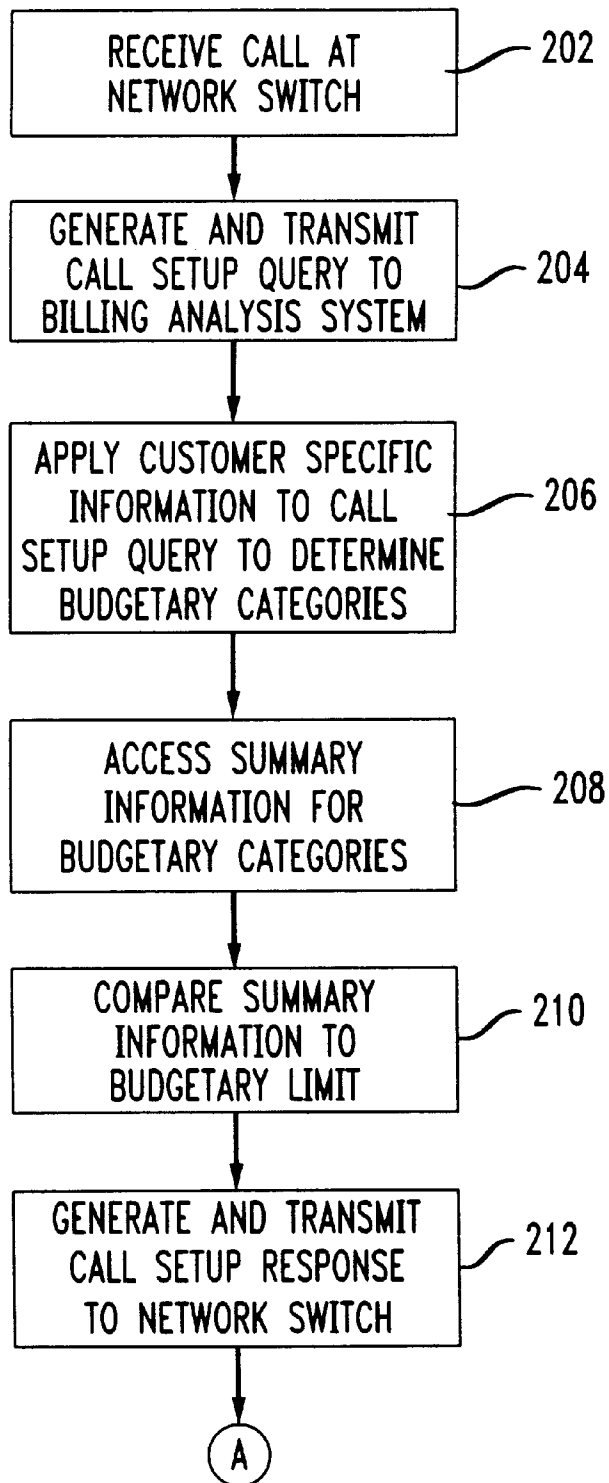 RECEIVE CALL AT
NETWORK SWITCH
202
GENERATE AND TRANSMIT
CALL SETUP QUERY TO
BILLING ANALYSIS SYSTEM
204
APPLY CUSTOMER SPECIFIC
INFORMATION TO CALL
SETUP QUERY TO DETERMINE
BUDGETARY CATEGORIES
206
ACCESS SUMMARY
INFORMATION FOR
BUDGETARY CATEGORIES
208
COMPARE SUMMARY
INFORMATION TO
BUDGETARY LIMIT
210
GENERATE AND TRANSMIT
CALL SETUP RESPONSE
TO NETWORK SWITCH
212
A